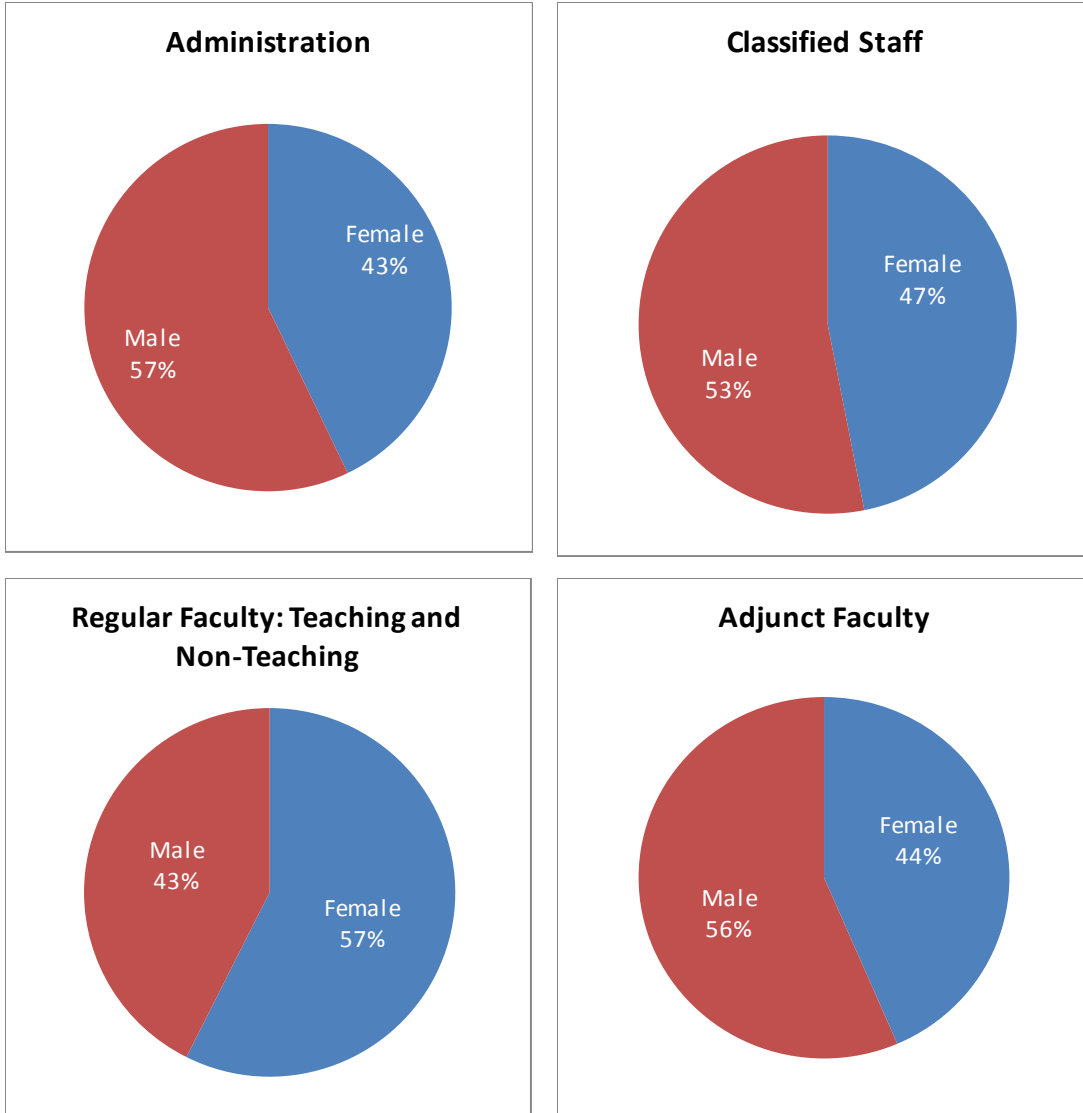 Administration
Female
43%
Male
57%
Classified Staff
Female
47%
Male
53%
Regular Faculty: Teaching and
Non-Teaching
Male
43%
Female
57%
Adjunct Faculty
Female
44%
Male
56%